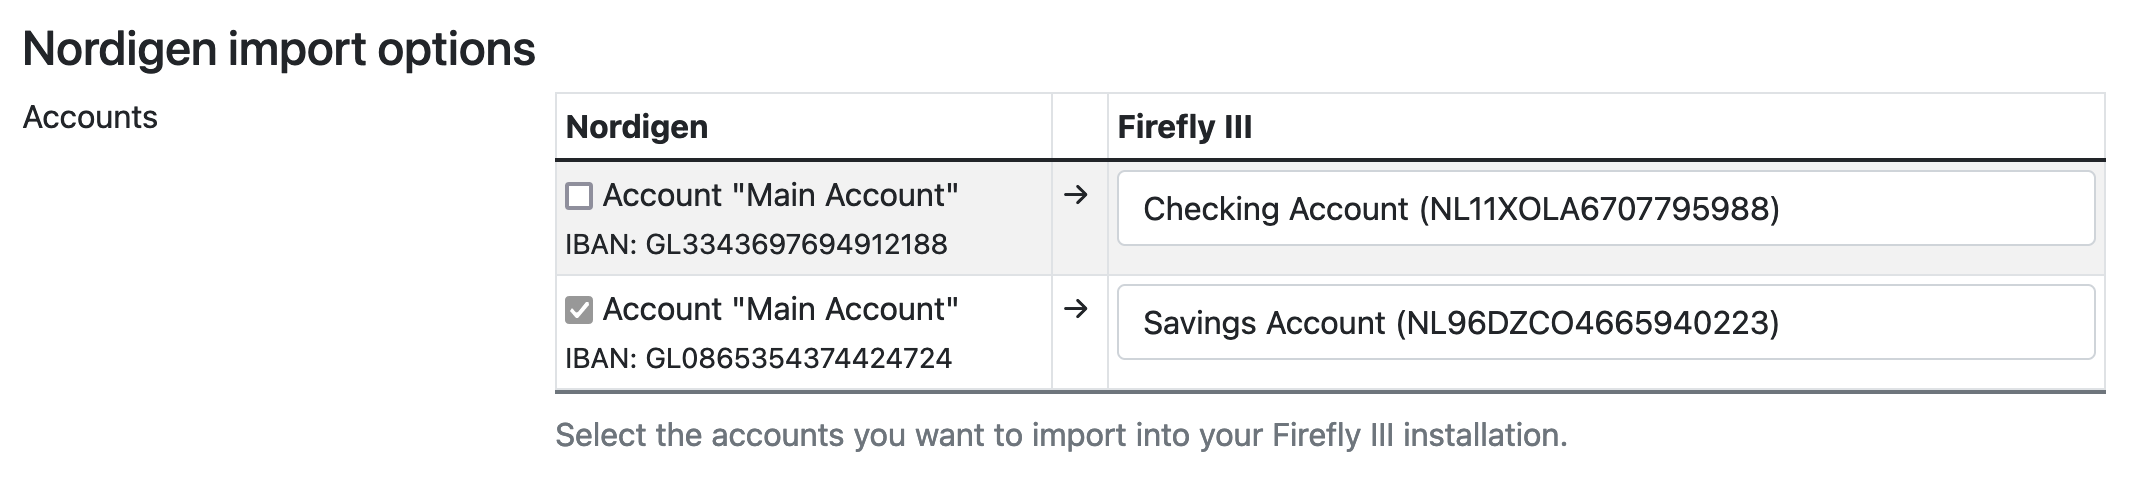 Nordigen import options
Accounts
Nordigen
Firefly III
Account "Main Account"
IBAN: GL3343697694912188
→
Checking Account (NL11XOLA6707795988)
Account "Main Account"
IBAN: GL0865354374424724
→
Savings Account (NL96DZCO4665940223)
Select the accounts you want to import into your Firefly III installation.